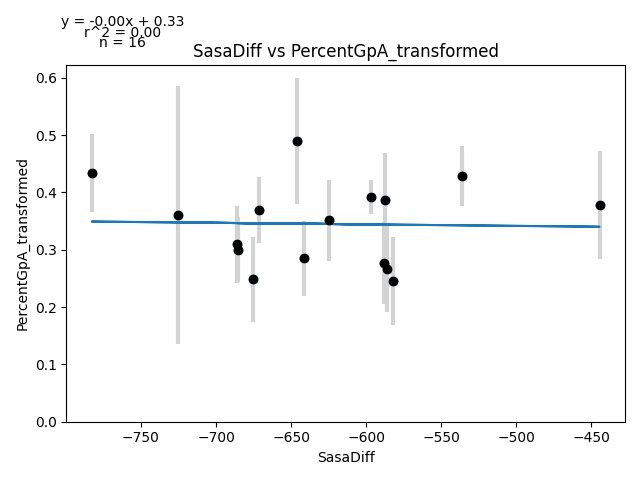 y = -0.00x + 0.33
r^2 = 0.00
n = 16
SasaDiff vs PercentGpA_transformed
0.6
0.5
0.4
0.3
0.2
0.1
0.0
PercentGpA_transformed
−750
−700
−650
−600
−550
−500
−450
SasaDiff